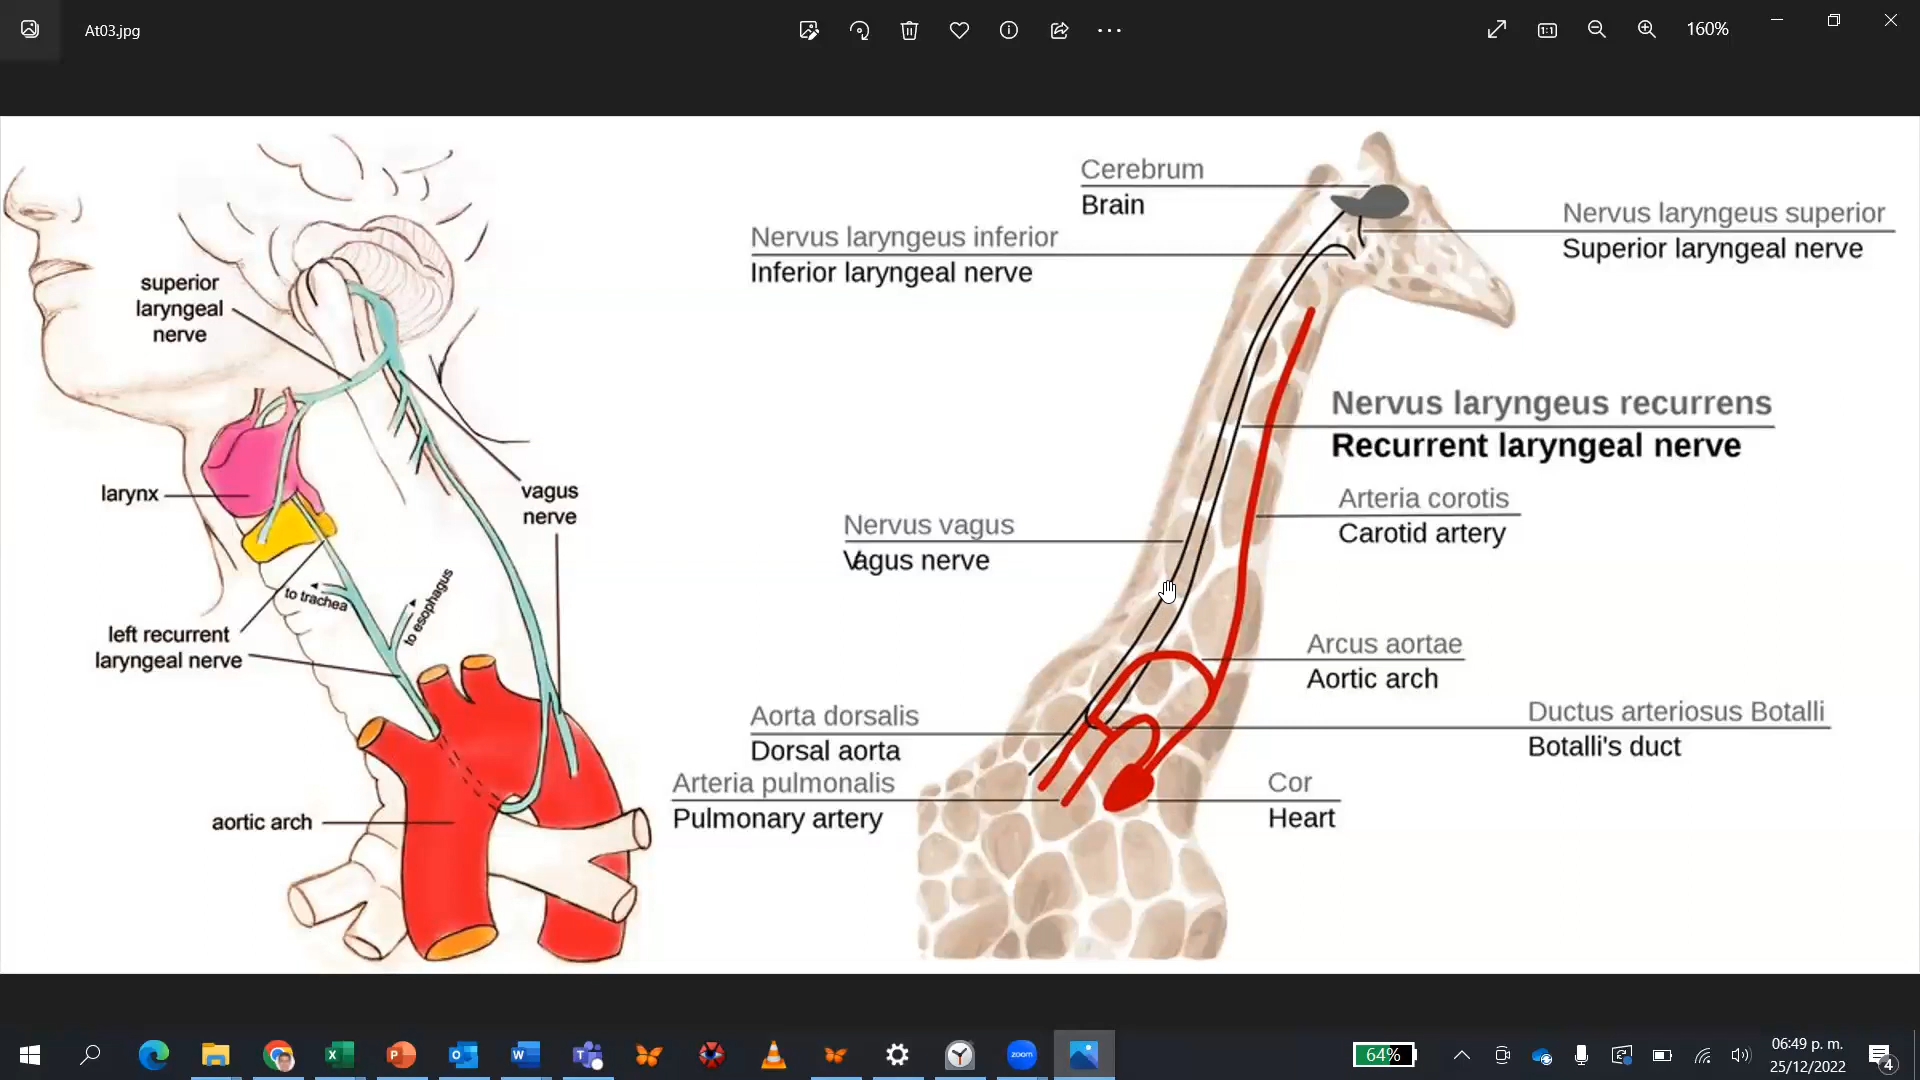 At03.jpg
160%
superior
laryngeal
nerve
larynx
vagus
nerve
to trachea
to esophagus
left recurrent
laryngeal nerve
aortic arch
Cerebrum
Brain
Nervus laryngeus superior
Superior laryngeal nerve
Nervus laryngeus inferior
Inferior laryngeal nerve
Nervus laryngeus recurrens
Recurrent laryngeal nerve
Arteria corotis
Carotid artery
Nervus vagus
Vagus nerve
Arcus aortae
Aortic arch
Aorta dorsalis
Dorsal aorta
Ductus arteriosus Botalli
Botalli's duct
Arteria pulmonalis
Pulmonary artery
Cor
Heart
zoom
64%
06:49 p. m.
25/12/2022
4